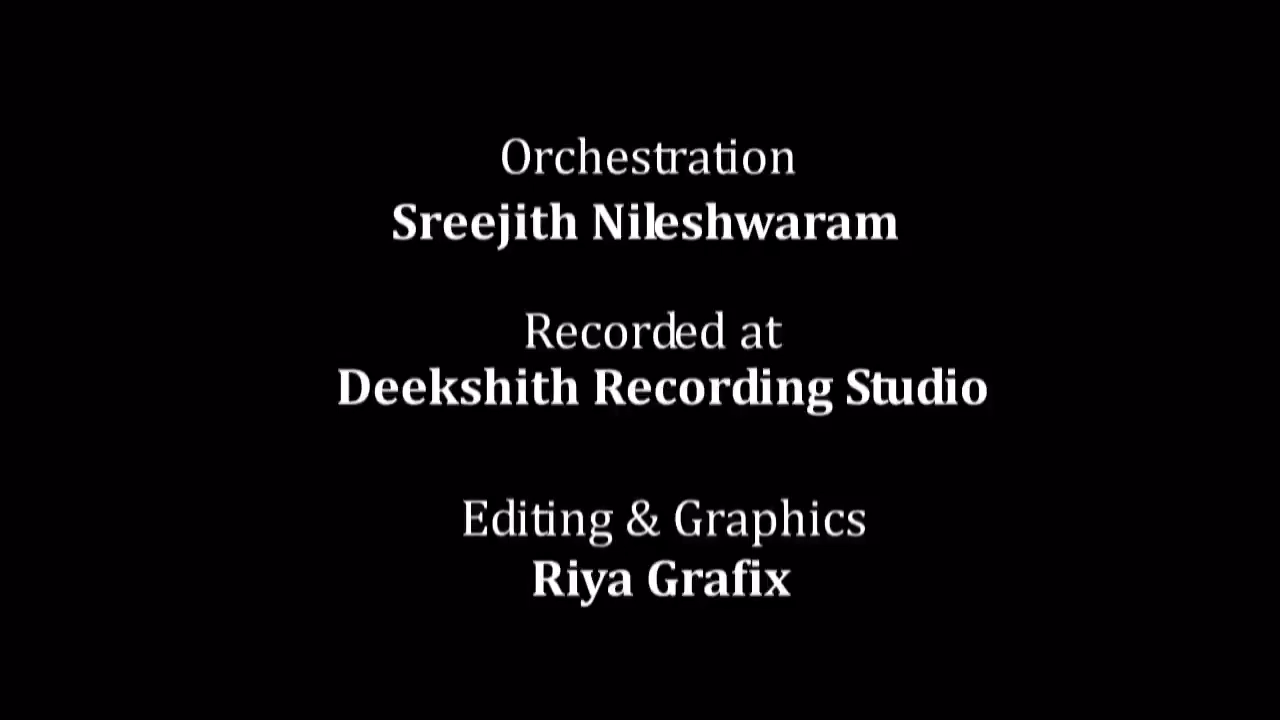 Orchestration
Sreejith Nileshwaram
Recorded at
Deekshith Recording Studio
Editing & Graphics
Riya Grafix